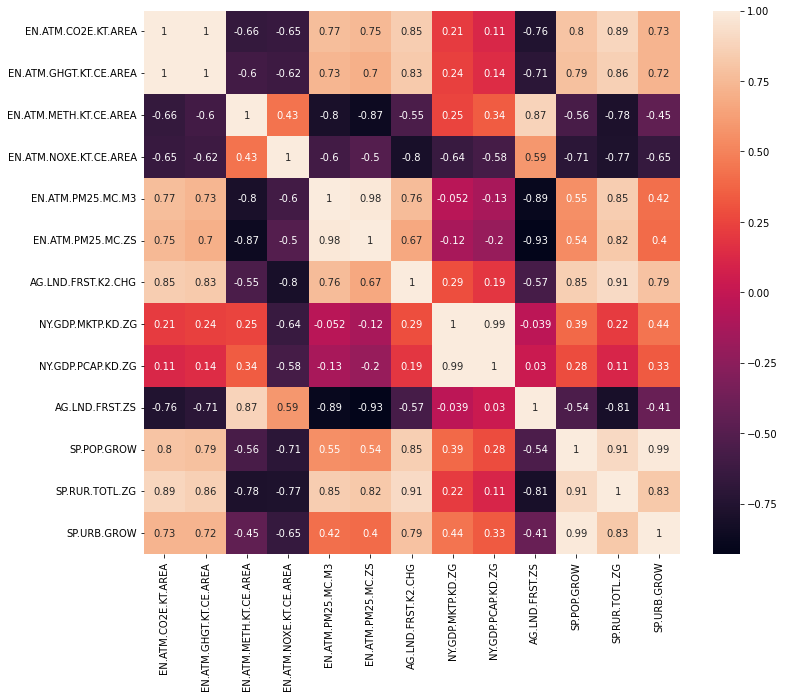 EN.ATM.CO2E.KT.AREA 1 1 -0.66 -0.65 0.77 0.75 0.85 0.21 0.11 -0.76 0.8 0.89 0.73
EN.ATM.GHGT.KT.CE.AREA 1 1 -0.6 -0.62 0.73 0.7 0.83 0.24 0.14 -0.71 0.79 0.86 0.72
EN.ATM.METH.KT.CE.AREA -0.66 -0.6 1 0.43 -0.8 -0.87 -0.55 0.25 0.34 0.87 -0.56 -0.78 -0.45
EN.ATM.NOXE.KT.CE.AREA -0.65 -0.62 0.43 1 -0.6 -0.5 -0.8 -0.64 -0.58 0.59 -0.71 -0.77 -0.65
EN.ATM.PM25.MC.M3 0.77 0.73 -0.8 -0.6 1 0.98 0.76 -0.052 -0.13 -0.89 0.55 0.85 0.42
EN.ATM.PM25.MC.ZS 0.75 0.7 -0.87 -0.5 0.98 1 0.67 -0.12 -0.2 -0.93 0.54 0.82 0.4
AG.LND.FRST.K2.CHG 0.85 0.83 -0.55 -0.8 0.76 0.67 1 0.29 0.19 -0.57 0.85 0.91 0.79
NY.GDP.MKTP.KD.ZG 0.21 0.24 0.25 -0.64 -0.052 -0.12 0.29 1 0.99 -0.039 0.39 0.22 0.44
NY.GDP.PCAP.KD.ZG 0.11 0.14 0.34 -0.58 -0.13 -0.2 0.19 0.99 1 0.03 0.28 0.11 0.33
AG.LND.FRST.ZS -0.76 -0.71 0.87 0.59 -0.89 -0.93 -0.57 -0.039 0.03 1 -0.54 -0.81 -0.41
SP.POP.GROW 0.8 0.79 -0.56 -0.71 0.55 0.54 0.85 0.39 0.28 -0.54 1 0.91 0.99
SP.RUR.TOTL.ZG 0.89 0.86 -0.78 -0.77 0.85 0.82 0.91 0.22 0.11 -0.81 0.91 1 0.83
SP.URB.GROW 0.73 0.72 -0.45 -0.65 0.42 0.4 0.79 0.44 0.33 -0.41 0.99 0.83 1
EN.ATM.CO2E.KT.AREA
EN.ATM.GHGT.KT.CE.AREA
EN.ATM.METH.KT.CE.AREA
EN.ATM.NOXE.KT.CE.AREA
EN.ATM.PM25.MC.M3
EN.ATM.PM25.MC.ZS
AG.LND.FRST.K2.CHG
NY.GDP.MKTP.KD.ZG
NY.GDP.PCAP.KD.ZG
AG.LND.FRST.ZS
SP.POP.GROW
SP.RUR.TOTL.ZG
SP.URB.GROW
1.00
0.75
0.50
0.25
0.00
−0.25
−0.50
−0.75